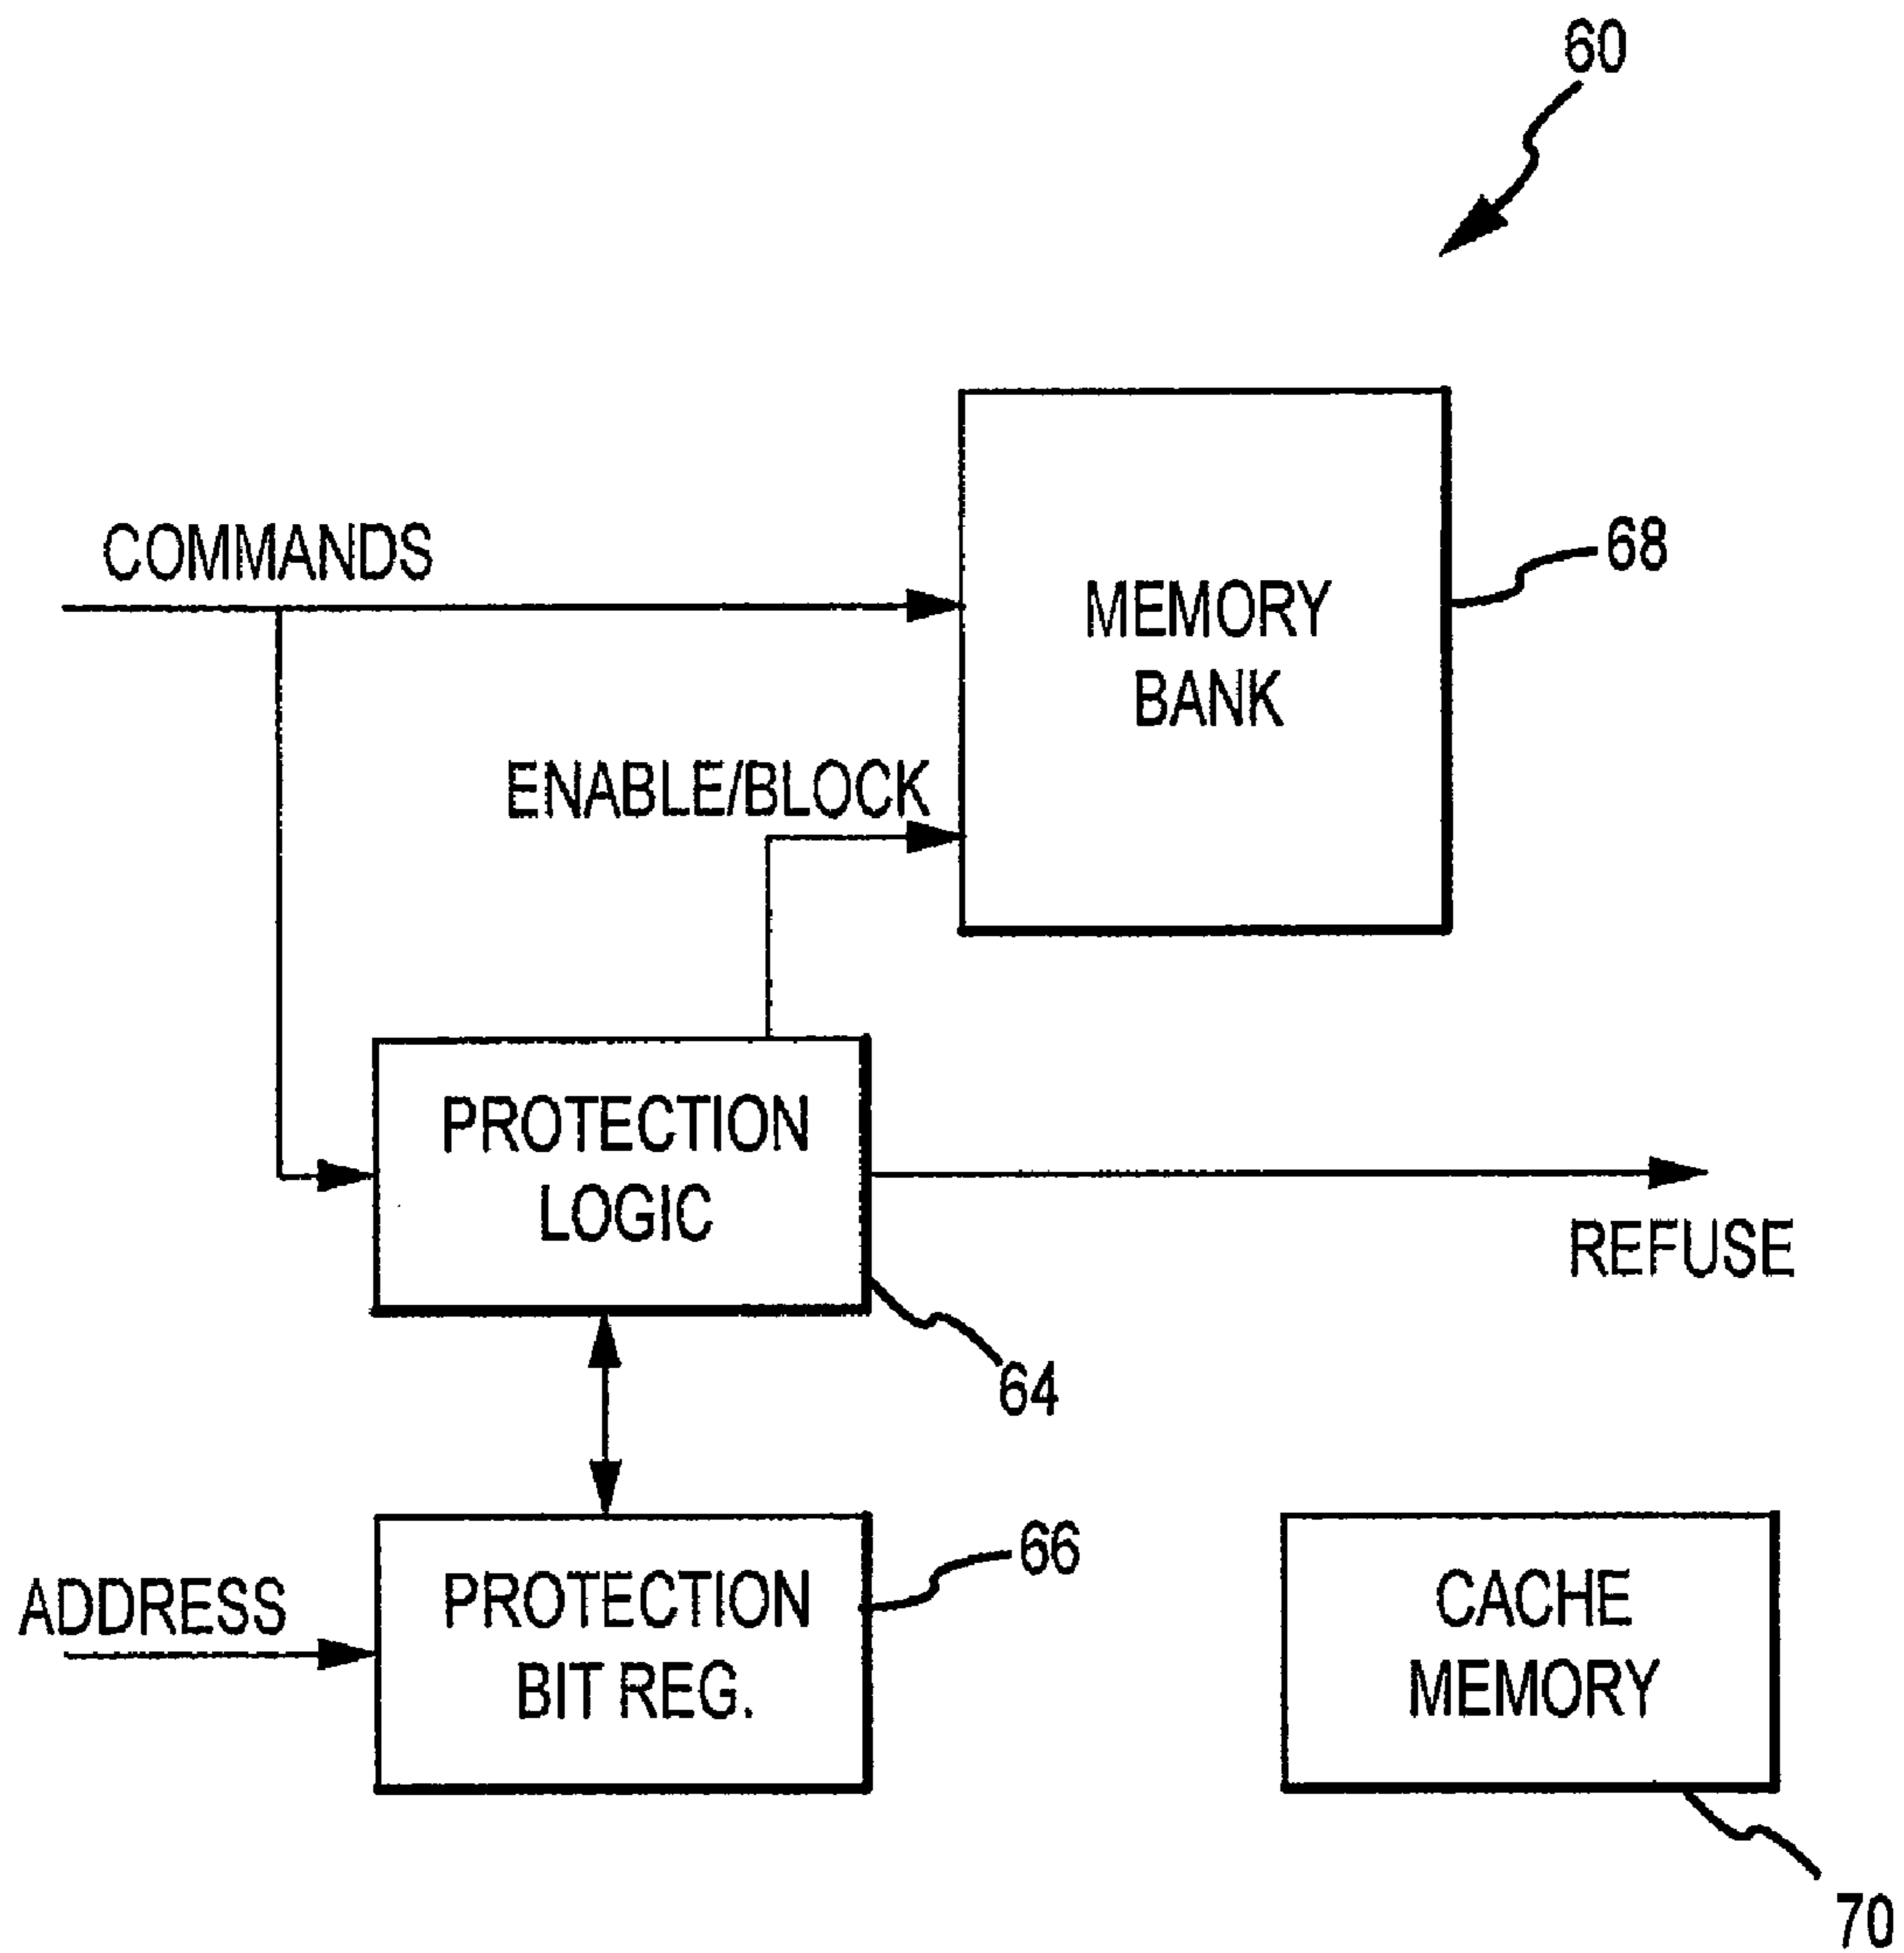 60
COMMANDS
68
MEMORY
BANK
ENABLE/BLOCK
PROTECTION
LOGIC
REFUSE
64
66
ADDRESS
PROTECTION
BIT REG.
CACHE
MEMORY
70